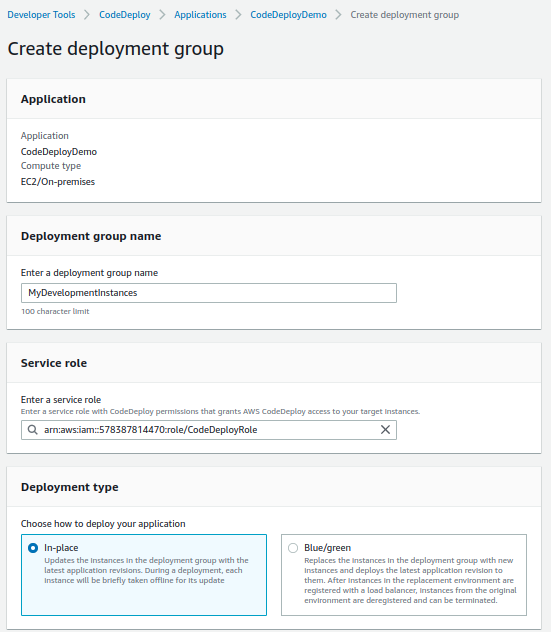 Developer Tools > CodeDeploy > Applications > CodeDeployDemo > Create deployment group
Create deployment group
Application
Application
CodeDeployDemo
Compute type
EC2/On-premises
Deployment group name
Enter a deployment group name
MyDevelopmentInstances
100 character limit
Service role
Enter a service role
Enter a service role with CodeDeploy permissions that grants AWS CodeDeploy access to your target instances.
arn:aws:iam::578387814470:role/CodeDeployRole
Deployment type
Choose how to deploy your application
In-place
Updates the instances in the deployment group with the
latest application revisions. During a deployment, each
instance will be briefly taken offline for its update
Blue/green
Replaces the instances in the deployment group with new
instances and deploys the latest application revision to
them. After instances in the replacement environment are
registered with a load balancer, instances from the original
environment are deregistered and can be terminated.